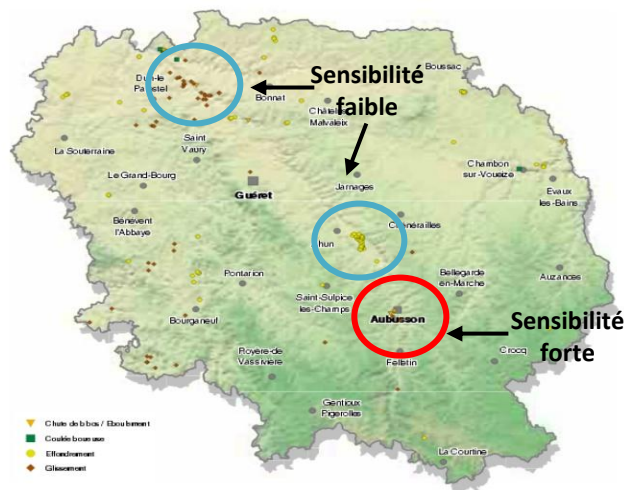 Sensibilité
faible
Boussac
Dun-le
Palestel
Bonnat
Châtelus
Malvaleix
La Souterraine
Saint
Vaury
Chambon
sur-Voueize
Le Grand-Bourg
Guéret
Jarnages
Evaux
les-Bains
Bénévent
l'Abbaye
Chénérailles
Ahun
Pontarion
Bellegarde
en-Marche
Auzances
Saint-Sulpice
les-Champs
Bourganeuf
Aubusson
Sensibilité
forte
Felletin
Crocq
Royère-de
Vassivière
Gentioux
Pigerolles
La Courtine
Chute de blocs / Eboulement
Coulée boueuse
Effondrement
Glissement